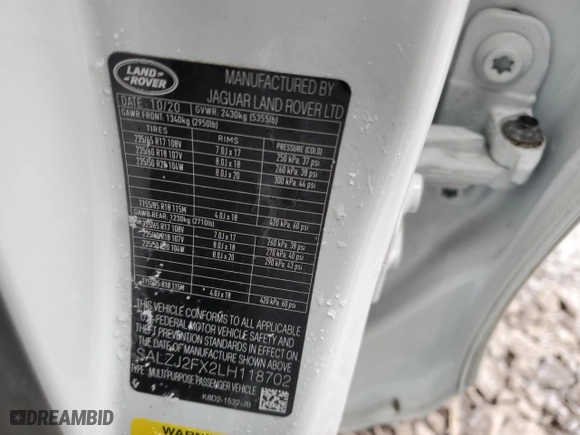 LAND
ROVER
MANUFACTURED BY
JAGUAR LAND ROVER LTD
DATE: 10/20 GVWR: 2430kg (5355lb)
GAWR FRONT: 1340kg (2950lb)
TIRES RIMS PRESSURE (COLD)
235/65 R17 108V 7.0J x 17 250 kPa, 37 psi
235/60 R18 107V 8.0J x 18 260 kPa, 38 psi
235/50 R20 104W 8.0J x 20 300 kPa, 44 psi
T155/85 R18 115M 4.0J x 18 420 kPa, 60 psi
GAWR REAR: 1230kg (2710lb)
235/65 R17 108V 7.0J x 17 260 kPa, 38 psi
235/60 R18 107V 8.0J x 18 270 kPa, 40 psi
235/50 R20 104W 8.0J x 20 290 kPa, 43 psi
T155/85 R18 115M 4.0J x 18 420 kPa, 60 psi
THIS VEHICLE CONFORMS TO ALL APPLICABLE
U.S. FEDERAL MOTOR VEHICLE SAFETY AND
THEFT PREVENTION STANDARDS IN EFFECT ON
THE DATE OF MANUFACTURE SHOWN ABOVE
SALZJ2FX2LH118702
TYPE: MULTI PURPOSE PASSENGER VEHICLE
K8D2-1532-JB
WARNING
DREAMBID